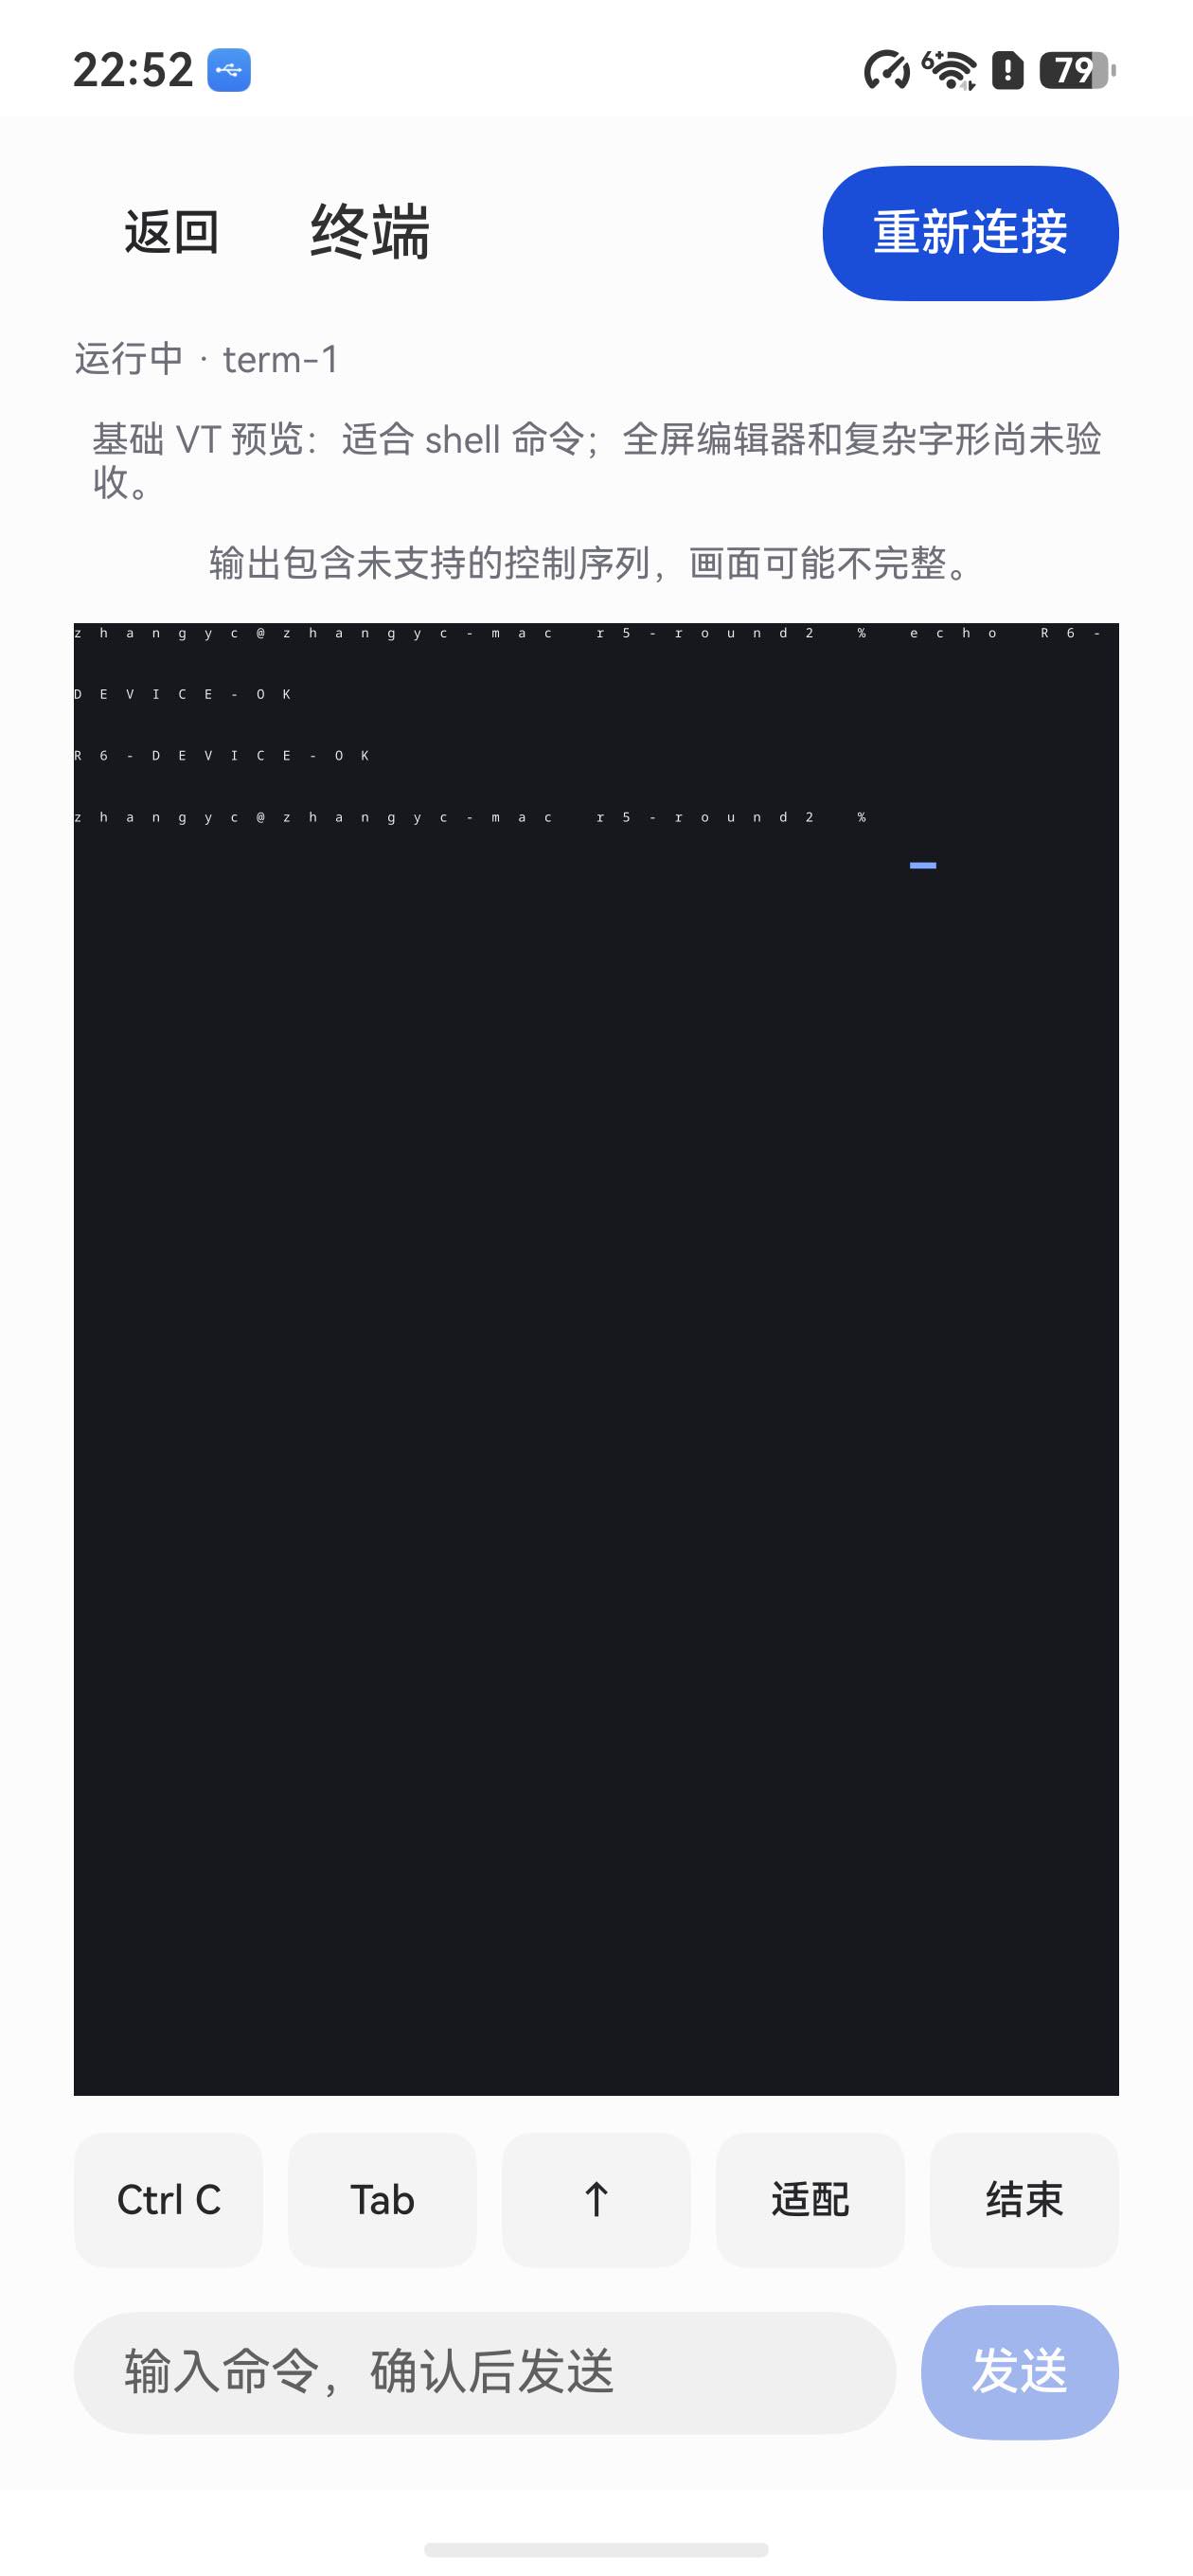 22:52
79
返回 终端 重新连接
运行中 · term-1
基础 VT 预览：适合 shell 命令；全屏编辑器和复杂字形尚未验
收。
输出包含未支持的控制序列，画面可能不完整。
zhangyc@zhangyc-mac r5-round2 % echo R6-
DEVICE-OK
R6-DEVICE-OK
zhangyc@zhangyc-mac r5-round2 %
Ctrl C Tab ↑ 适配 结束
输入命令，确认后发送 发送